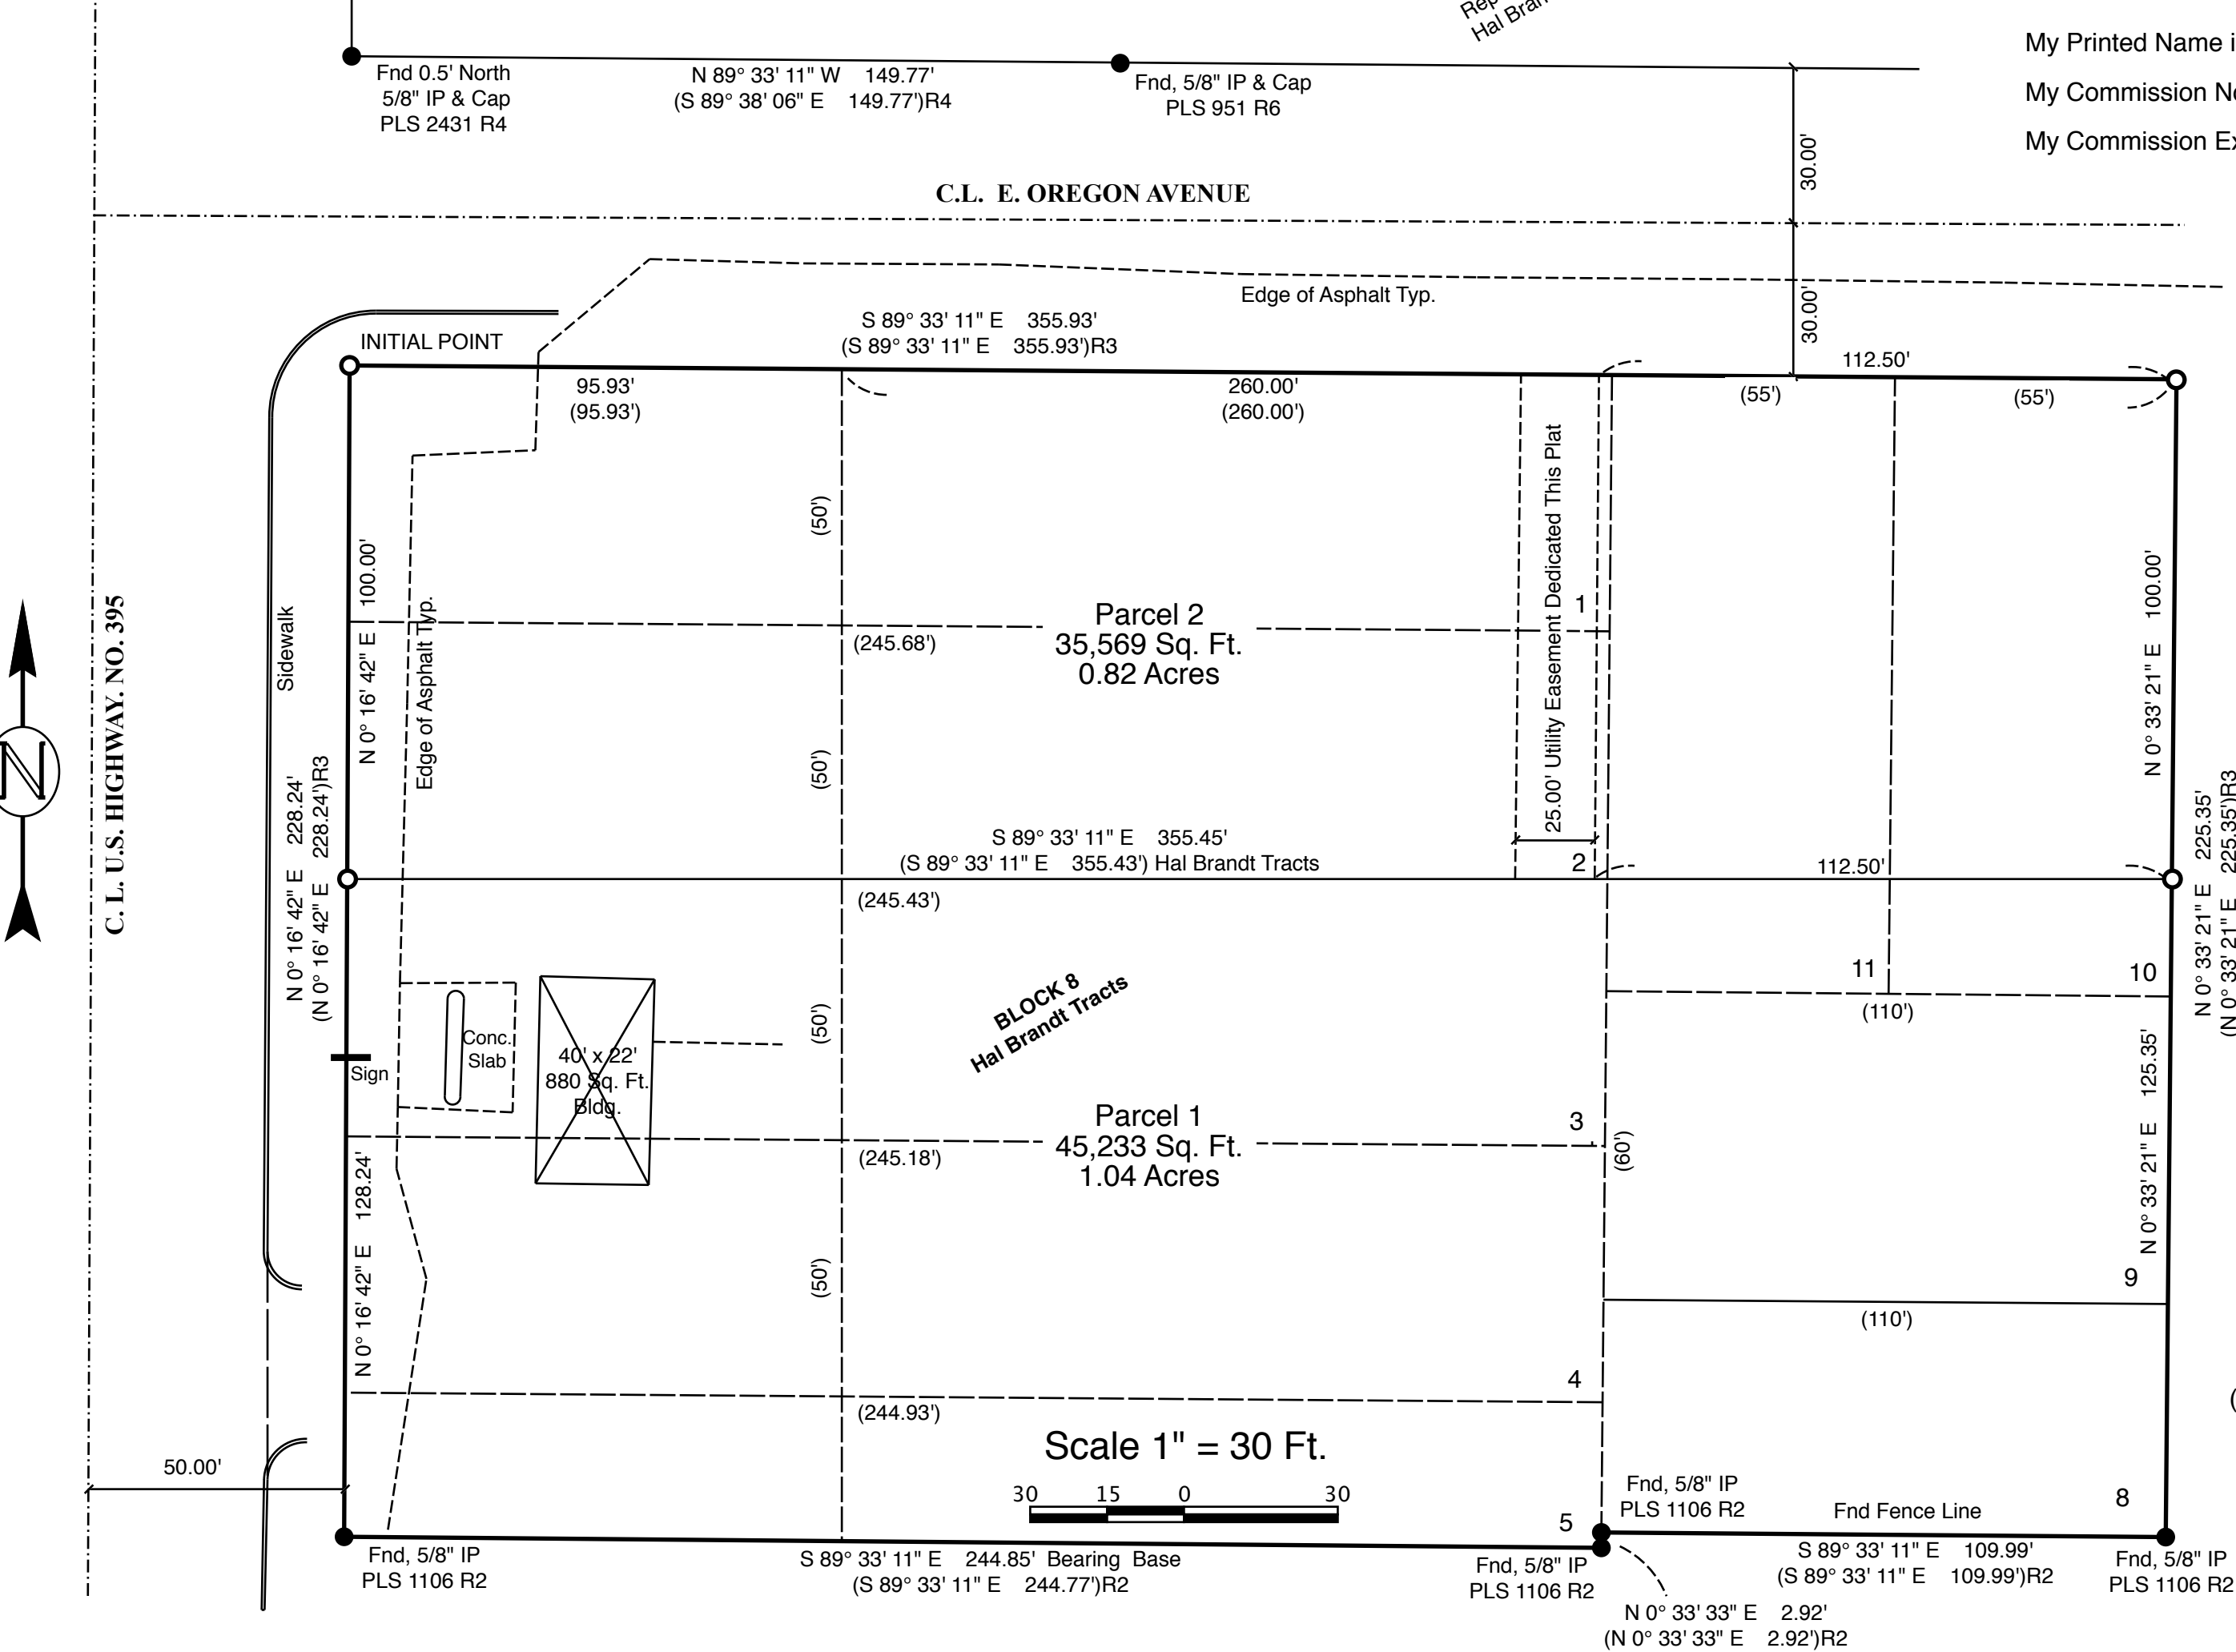 Hal Bran
My Printed Name i
My Commission N
My Commission Ex
Fnd 0.5' North
5/8" IP & Cap
PLS 2431 R4
N 89° 33' 11" W 149.77'
(S 89° 38' 06" E 149.77')R4
Fnd, 5/8" IP & Cap
PLS 951 R6
30.00'
C.L. E. OREGON AVENUE
30.00'
Edge of Asphalt Typ.
INITIAL POINT
S 89° 33' 11" E 355.93'
(S 89° 33' 11" E 355.93')R3
95.93'
(95.93')
260.00'
(260.00')
112.50'
(55')
(55')
(50')
25.00' Utility Easement Dedicated This Plat
N 0° 16' 42" E 100.00'
Edge of Asphalt Typ.
Sidewalk
C. L. U.S. HIGHWAY. NO. 395
N
Parcel 2
35,569 Sq. Ft.
0.82 Acres
(245.68')
1
N 0° 33' 21" E 100.00'
(50')
N 0° 16' 42" E 228.24'
(N 0° 16' 42" E 228.24')R3
S 89° 33' 11" E 355.45'
(S 89° 33' 11" E 355.43') Hal Brandt Tracts
2
112.50'
(245.43')
N 0° 33' 21" E 225.35'
(N 0° 33' 21" E 225.35')R3
11
10
(110')
BLOCK 8
Hal Brandt Tracts
(50')
Conc.
Slab
40' x 22'
880 Sq. Ft.
Bldg.
Sign
Parcel 1
45,233 Sq. Ft.
1.04 Acres
(245.18')
3
(60')
N 0° 33' 21" E 125.35'
N 0° 16' 42" E 128.24'
(50')
9
(110')
4
(244.93')
Scale 1" = 30 Ft.
30 15 0 30
50.00'
5
Fnd, 5/8" IP
PLS 1106 R2
Fnd Fence Line
8
Fnd, 5/8" IP
PLS 1106 R2
S 89° 33' 11" E 244.85' Bearing Base
(S 89° 33' 11" E 244.77')R2
Fnd, 5/8" IP
PLS 1106 R2
S 89° 33' 11" E 109.99'
(S 89° 33' 11" E 109.99')R2
Fnd, 5/8" IP
PLS 1106 R2
N 0° 33' 33" E 2.92'
(N 0° 33' 33" E 2.92')R2